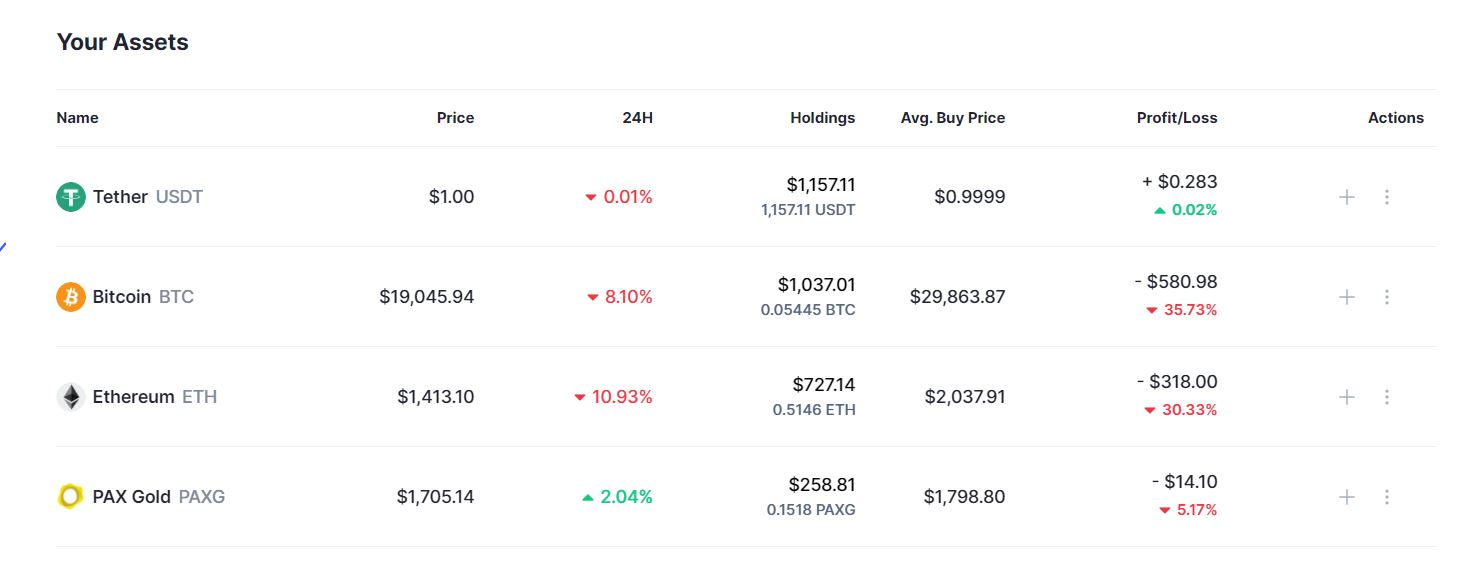 Your Assets
Name Price 24H Holdings Avg. Buy Price Profit/Loss Actions
Tether USDT $1.00 0.01% $1,157.11 $0.9999 + $0.283
1,157.11 USDT 0.02%
Bitcoin BTC $19,045.94 8.10% $1,037.01 $29,863.87 - $580.98
0.05445 BTC 35.73%
Ethereum ETH $1,413.10 10.93% $727.14 $2,037.91 - $318.00
0.5146 ETH 30.33%
PAX Gold PAXG $1,705.14 2.04% $258.81 $1,798.80 - $14.10
0.1518 PAXG 5.17%